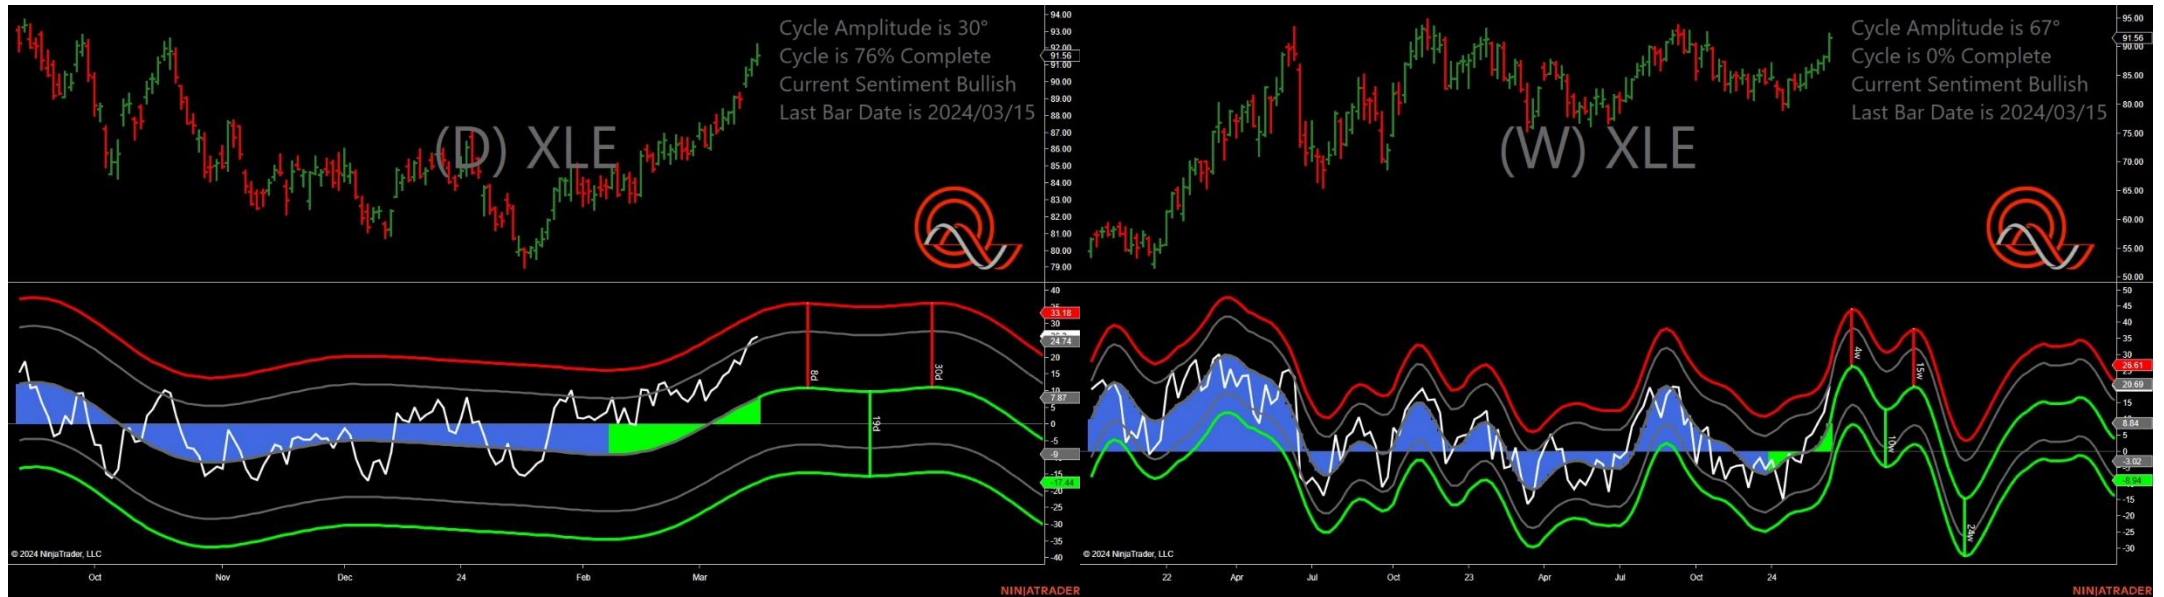 Cycle Amplitude is 30°
Cycle is 76% Complete
Current Sentiment Bullish
Last Bar Date is 2024/03/15
(D) XLE
94.00
93.00
92.00
91.56
91.00
90.00
89.00
88.00
87.00
86.00
85.00
84.00
83.00
82.00
81.00
80.00
79.00
40
33.18
30
24.74
20
15
10
7.87
5
0
-5
-9
-15
-17.44
-20
-25
-30
-35
-40
8d
19d
30d
© 2024 NinjaTrader, LLC
Oct
Nov
Dec
24
Feb
Mar
NINJATRADER
Cycle Amplitude is 67°
Cycle is 0% Complete
Current Sentiment Bullish
Last Bar Date is 2024/03/15
(W) XLE
95.00
91.56
90.00
85.00
80.00
75.00
70.00
65.00
60.00
55.00
50.00
50
45
40
35
30
26.61
20.69
15
8.84
5
0
-3.02
-8.94
-15
-20
-25
-30
4w
10w
15w
24w
© 2024 NinjaTrader, LLC
22
Apr
Jul
Oct
23
Apr
Jul
Oct
24
NINJATRADER